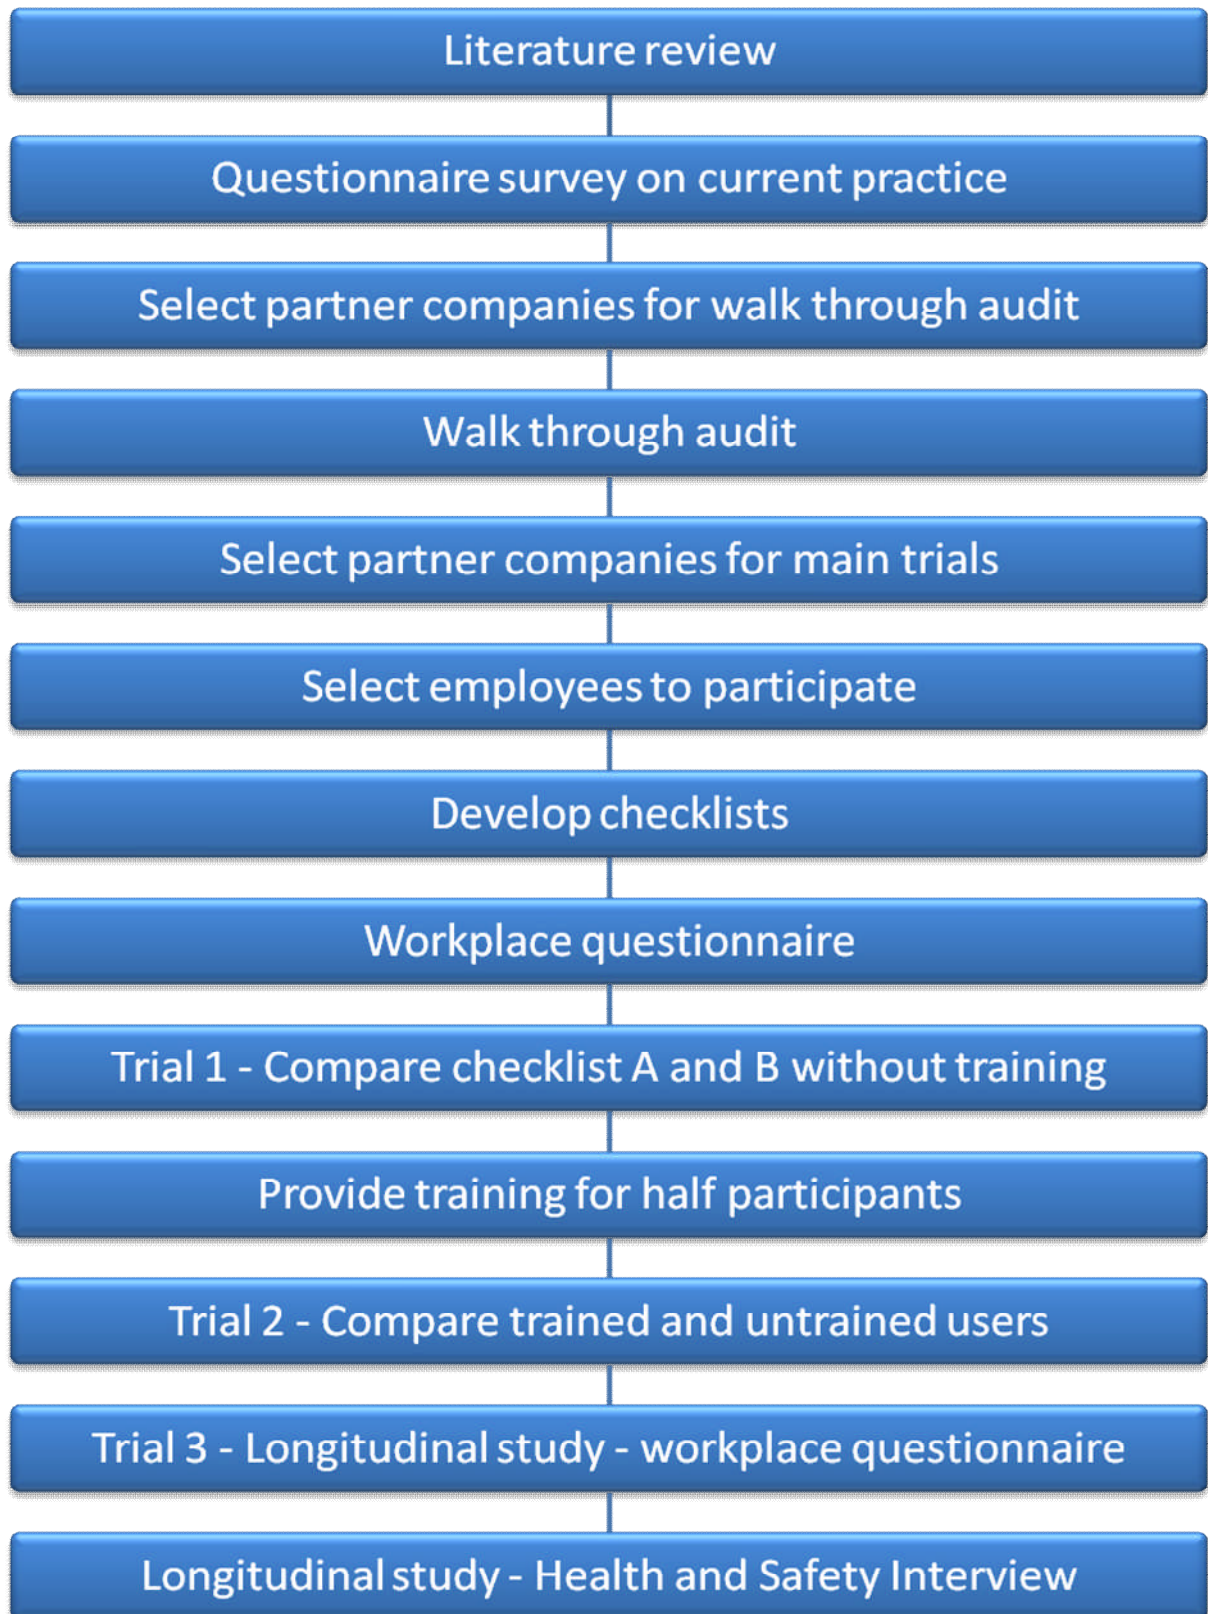 Literature review
Questionnaire survey on current practice
Select partner companies for walk through audit
Walk through audit
Select partner companies for main trials
Select employees to participate
Develop checklists
Workplace questionnaire
Trial 1 - Compare checklist A and B without training
Provide training for half participants
Trial 2 - Compare trained and untrained users
Trial 3 - Longitudinal study - workplace questionnaire
Longitudinal study - Health and Safety Interview